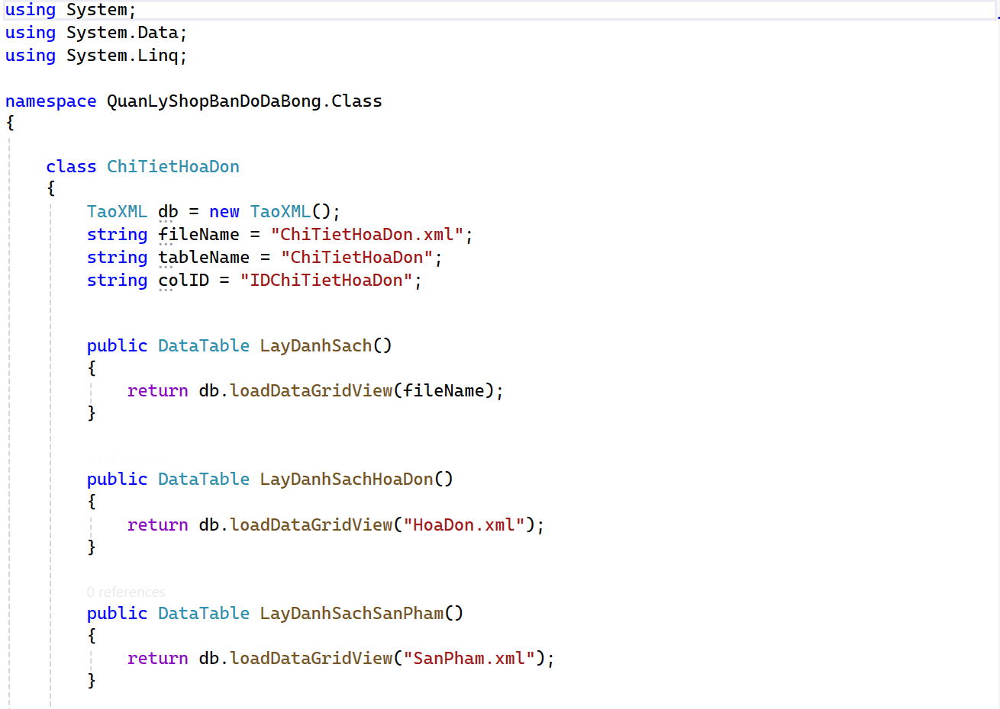 using System;
using System.Data;
using System.Linq;
namespace QuanLyShopBanDoDaBong.Class
{
class ChiTietHoaDon
{
TaoXML db = new TaoXML();
string fileName = "ChiTietHoaDon.xml";
string tableName = "ChiTietHoaDon";
string colID = "IDChiTietHoaDon";
public DataTable LayDanhSach()
{
return db.loadDataGridView(fileName);
}
public DataTable LayDanhSachHoaDon()
{
return db.loadDataGridView("HoaDon.xml");
}
0 references
public DataTable LayDanhSachSanPham()
{
return db.loadDataGridView("SanPham.xml");
}